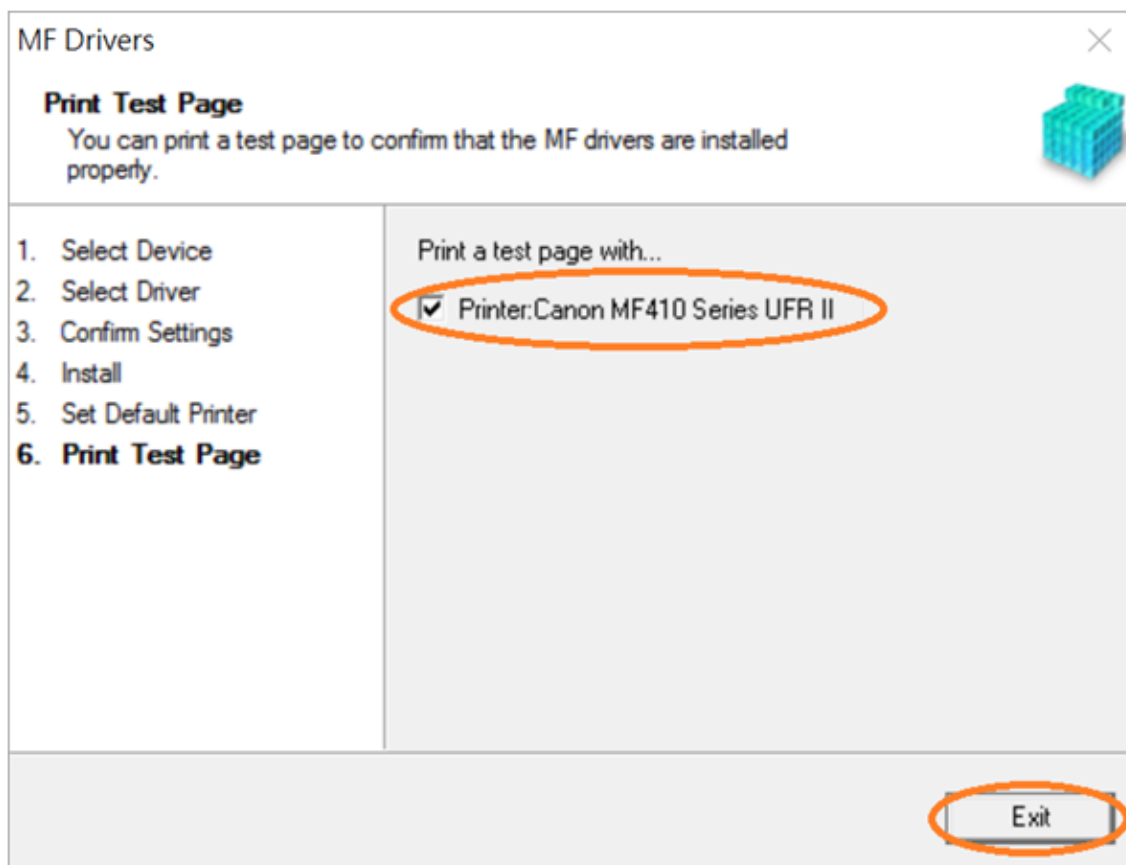 MF Drivers
Print Test Page
You can print a test page to confirm that the MF drivers are installed
properly.
1. Select Device
2. Select Driver
3. Confirm Settings
4. Install
5. Set Default Printer
6. Print Test Page
Print a test page with...
Printer:Canon MF410 Series UFR II
Exit